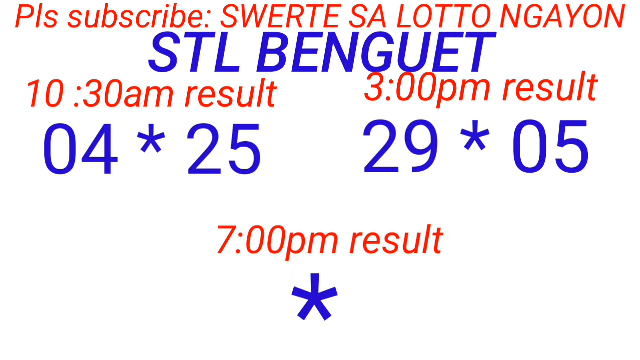 Pls subscribe: SWERTE SA LOTTO NGAYON
STL BENGUET
10 :30am result
3:00pm result
04 * 25
29 * 05
7:00pm result
*